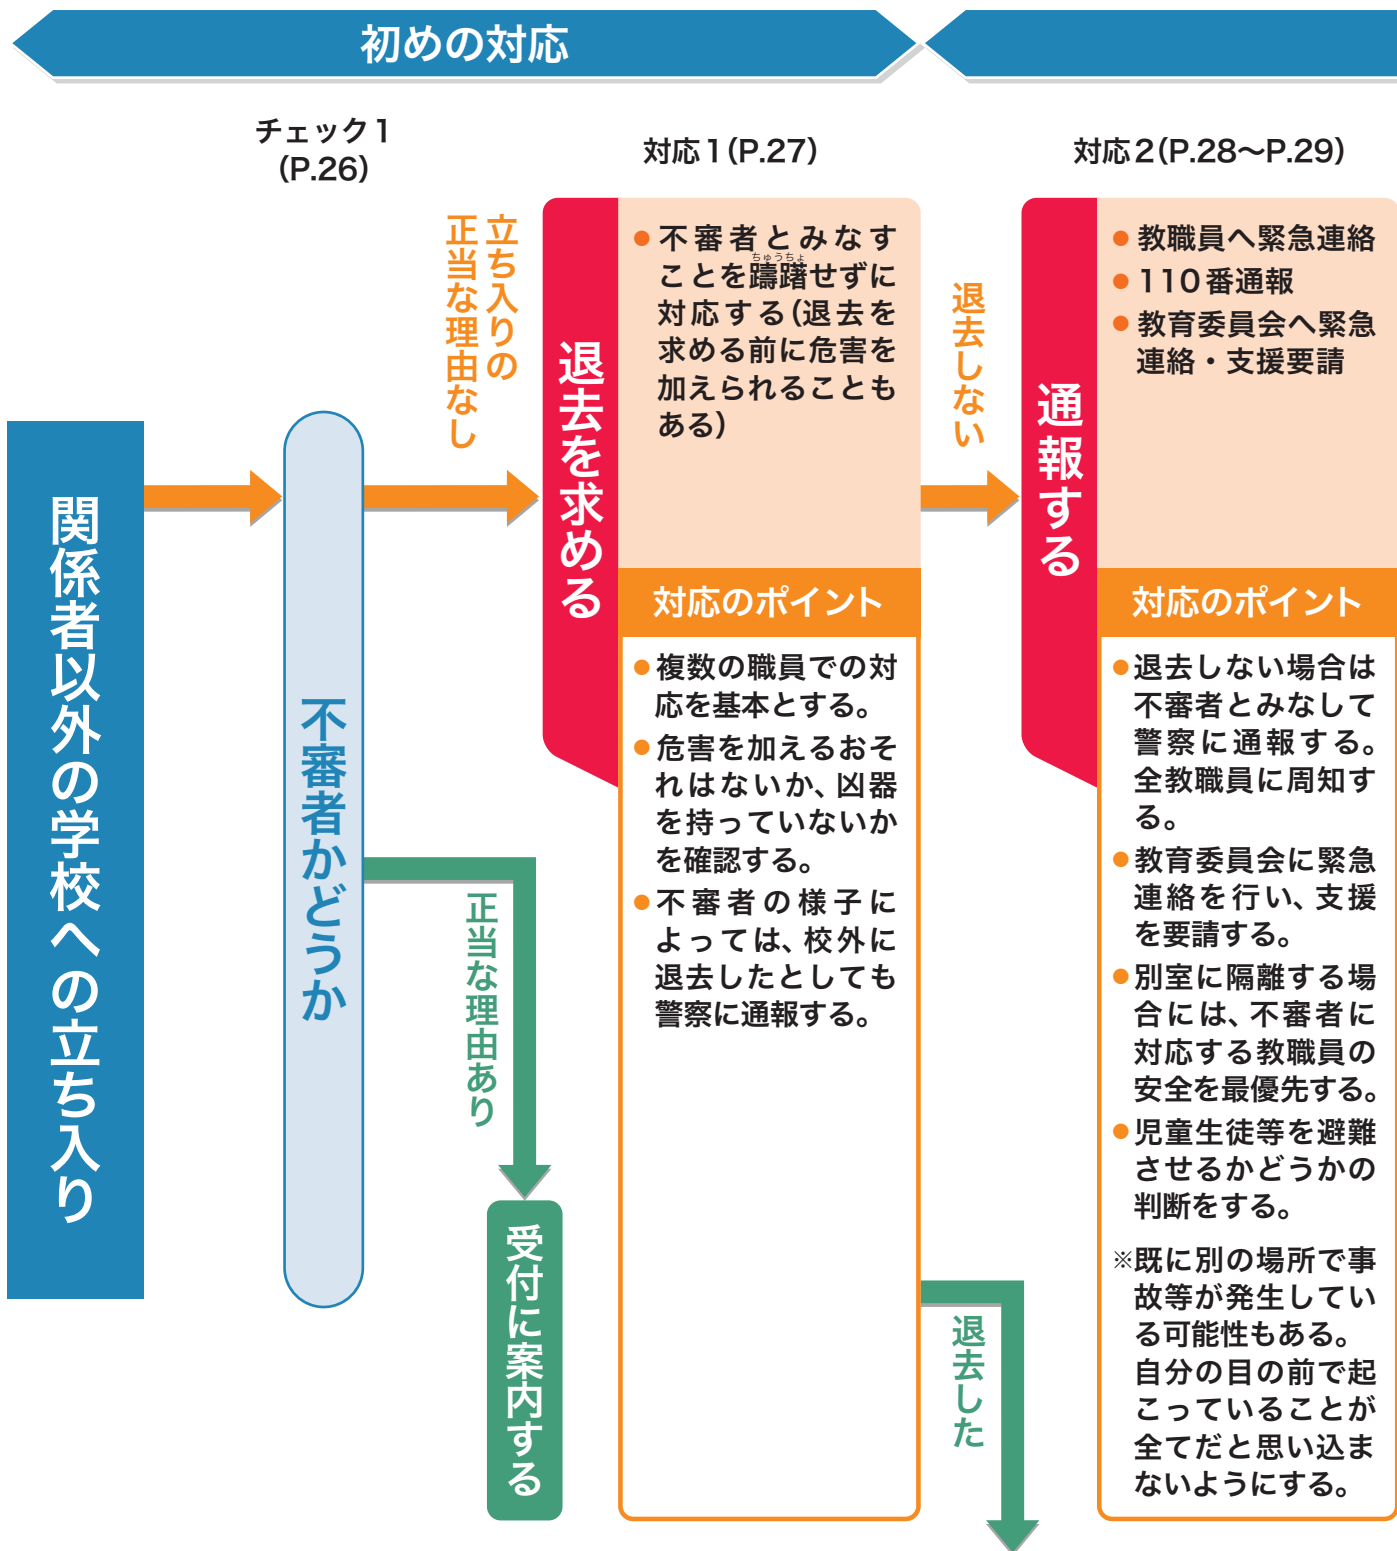 初めの対応
チェック1
(P.26)
対応1(P.27)
対応2(P.28〜P.29)
関係者以外の学校への立ち入り
不審者かどうか
立ち入りの
正当な理由なし
正当な理由あり
受付に案内する
退去を求める
●不審者とみなす
ことを躊躇せずに
ちゅうちょ
対応する(退去を
求める前に危害を
加えられることも
ある)
対応のポイント
●複数の職員での対
応を基本とする。
●危害を加えるおそ
れはないか、凶器
を持っていないか
を確認する。
●不審者の様子に
よっては、校外に
退去したとしても
警察に通報する。
退去しない
退去した
通報する
●教職員へ緊急連絡
●110番通報
●教育委員会へ緊急
連絡・支援要請
対応のポイント
●退去しない場合は
不審者とみなして
警察に通報する。
全教職員に周知す
る。
●教育委員会に緊急
連絡を行い、支援
を要請する。
●別室に隔離する場
合には、不審者に
対応する教職員の
安全を最優先する。
●児童生徒等を避難
させるかどうかの
判断をする。
※既に別の場所で事
故等が発生してい
る可能性もある。
自分の目の前で起
こっていることが
全てだと思い込ま
ないようにする。